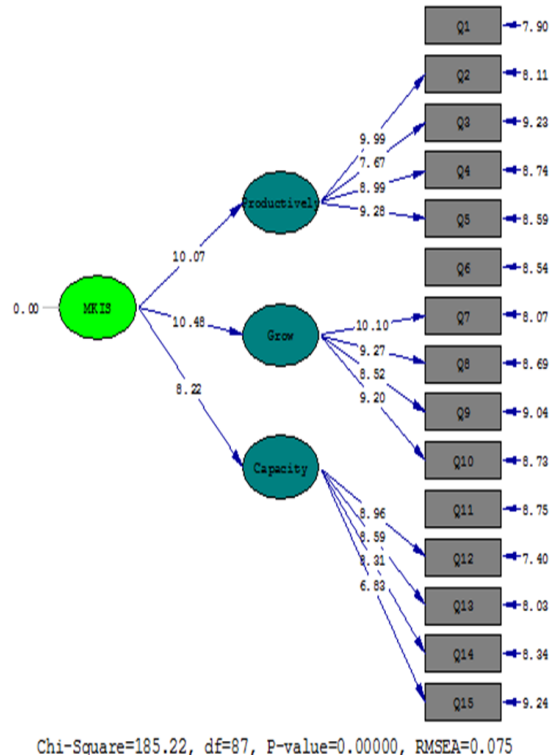 Q1
7.90
Q2
8.11
Q3
9.23
9.99
7.67
Q4
8.74
8.99
Productively
9.28
Q5
8.59
10.07
Q6
8.54
0.00
MKIS
Q7
8.07
10.10
10.48
Grow
9.27
Q8
8.69
8.52
9.20
Q9
9.04
8.22
Q10
8.73
Capacity
Q11
8.75
8.96
8.59
8.31
6.83
Q12
7.40
Q13
8.03
Q14
8.34
Q15
9.24
Chi-Square=185.22, df=87, P-value=0.00000, RMSEA=0.075